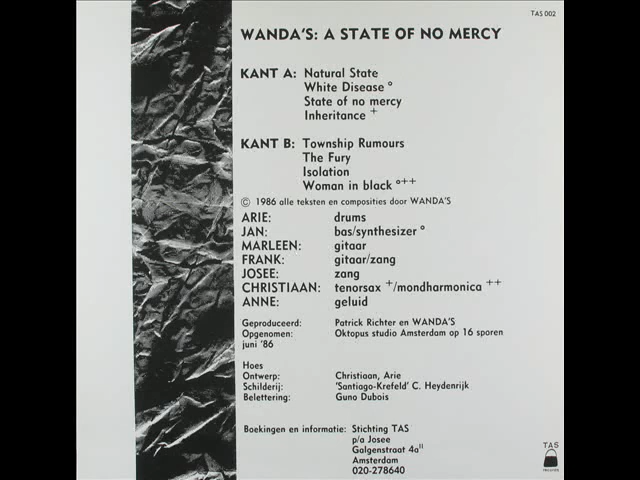 TAS 002
WANDA'S: A STATE OF NO MERCY
KANT A: Natural State
White Disease °
State of no mercy
Inheritance +
KANT B: Township Rumours
The Fury
Isolation
Woman in black °++
© 1986 alle teksten en composities door WANDA'S
ARIE: drums
JAN: bas/synthesizer °
MARLEEN: gitaar
FRANK: gitaar/zang
JOSEE: zang
CHRISTIAAN: tenorsax +/mondharmonica ++
ANNE: geluid
Geproduceerd: Patrick Richter en WANDA'S
Opgenomen: Oktopus studio Amsterdam op 16 sporen
juni '86
Hoes
Ontwerp: Christiaan, Arie
Schilderij: 'Santiago-Krefeld' C. Heydenrijk
Belettering: Guno Dubois
Boekingen en informatie: Stichting TAS
p/a Josee
Galgenstraat 4a II
Amsterdam
020-278640
TAS